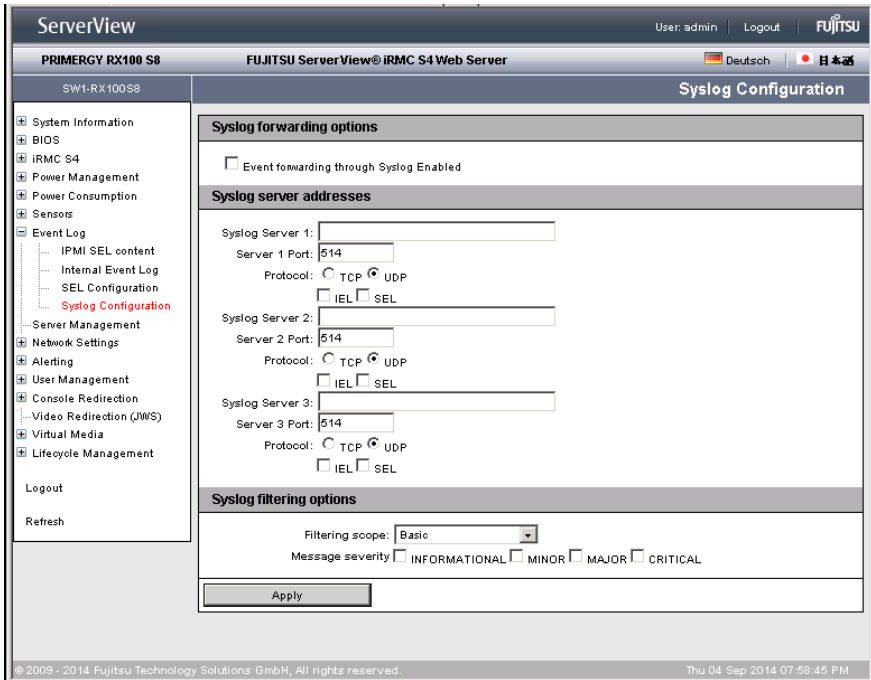 ServerView
User: admin
Logout
FUJITSU
PRIMERGY RX100 S8
FUJITSU ServerView® iRMC S4 Web Server
Deutsch
日本語
SW1-RX100S8
Syslog Configuration
System Information
BIOS
iRMC S4
Power Management
Power Consumption
Sensors
Event Log
IPMI SEL content
Internal Event Log
SEL Configuration
Syslog Configuration
Server Management
Network Settings
Alerting
User Management
Console Redirection
Video Redirection (JWS)
Virtual Media
Lifecycle Management
Logout
Refresh
Syslog forwarding options
Event forwarding through Syslog Enabled
Syslog server addresses
Syslog Server 1:
Server 1 Port: 514
Protocol: TCP UDP
IEL SEL
Syslog Server 2:
Server 2 Port: 514
Protocol: TCP UDP
IEL SEL
Syslog Server 3:
Server 3 Port: 514
Protocol: TCP UDP
IEL SEL
Syslog filtering options
Filtering scope: Basic
Message severity INFORMATIONAL MINOR MAJOR CRITICAL
Apply
© 2009 - 2014 Fujitsu Technology Solutions GmbH, All rights reserved.
Thu 04 Sep 2014 07:58:45 PM